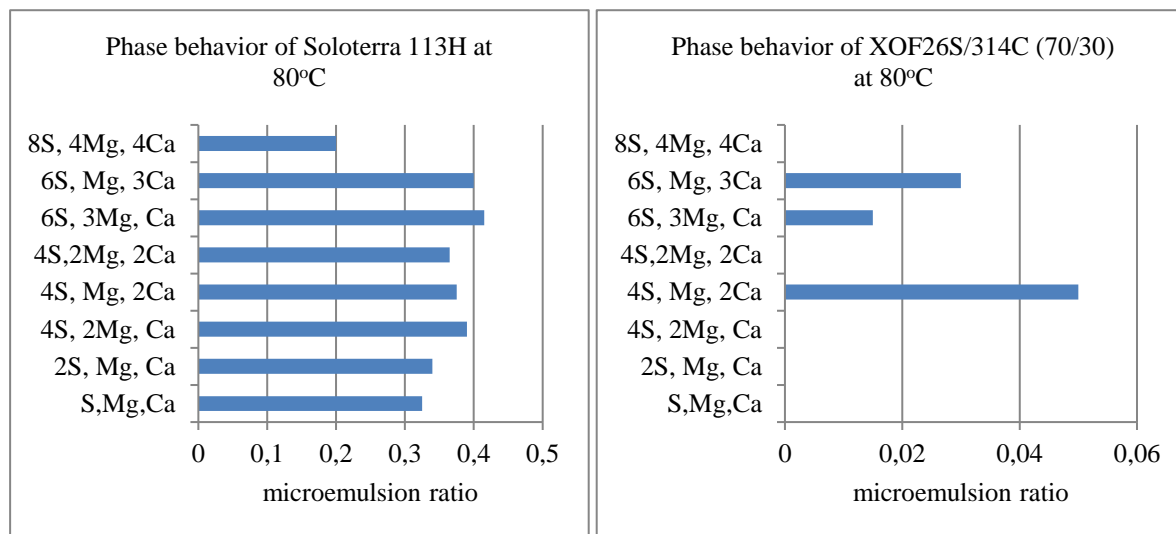 Phase behavior of Soloterra 113H at
80°C
8S, 4Mg, 4Ca
6S, Mg, 3Ca
6S, 3Mg, Ca
4S,2Mg, 2Ca
4S, Mg, 2Ca
4S, 2Mg, Ca
2S, Mg, Ca
S,Mg,Ca
0 0,1 0,2 0,3 0,4 0,5
microemulsion ratio
Phase behavior of XOF26S/314C (70/30)
at 80°C
8S, 4Mg, 4Ca
6S, Mg, 3Ca
6S, 3Mg, Ca
4S,2Mg, 2Ca
4S, Mg, 2Ca
4S, 2Mg, Ca
2S, Mg, Ca
S,Mg,Ca
0 0,02 0,04 0,06
microemulsion ratio